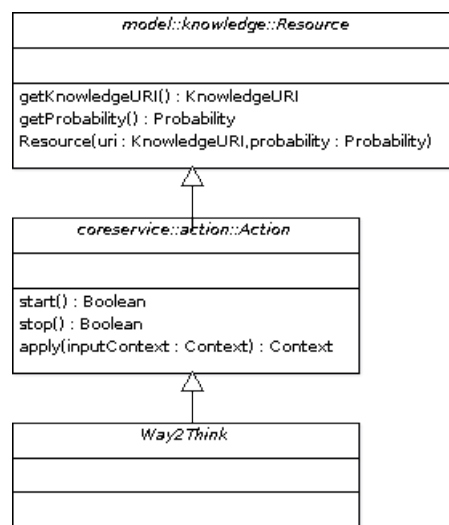 model::knowledge::Resource
getKnowledgeURI() : KnowledgeURI
getProbability() : Probability
Resource(uri : KnowledgeURI,probability : Probability)
coreservice::action::Action
start() : Boolean
stop() : Boolean
apply(inputContext : Context) : Context
Way2Think